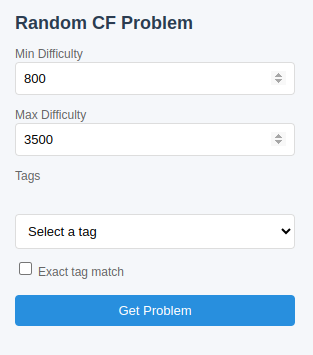 Random CF Problem
Min Difficulty
800
Max Difficulty
3500
Tags
Select a tag
Exact tag match
Get Problem